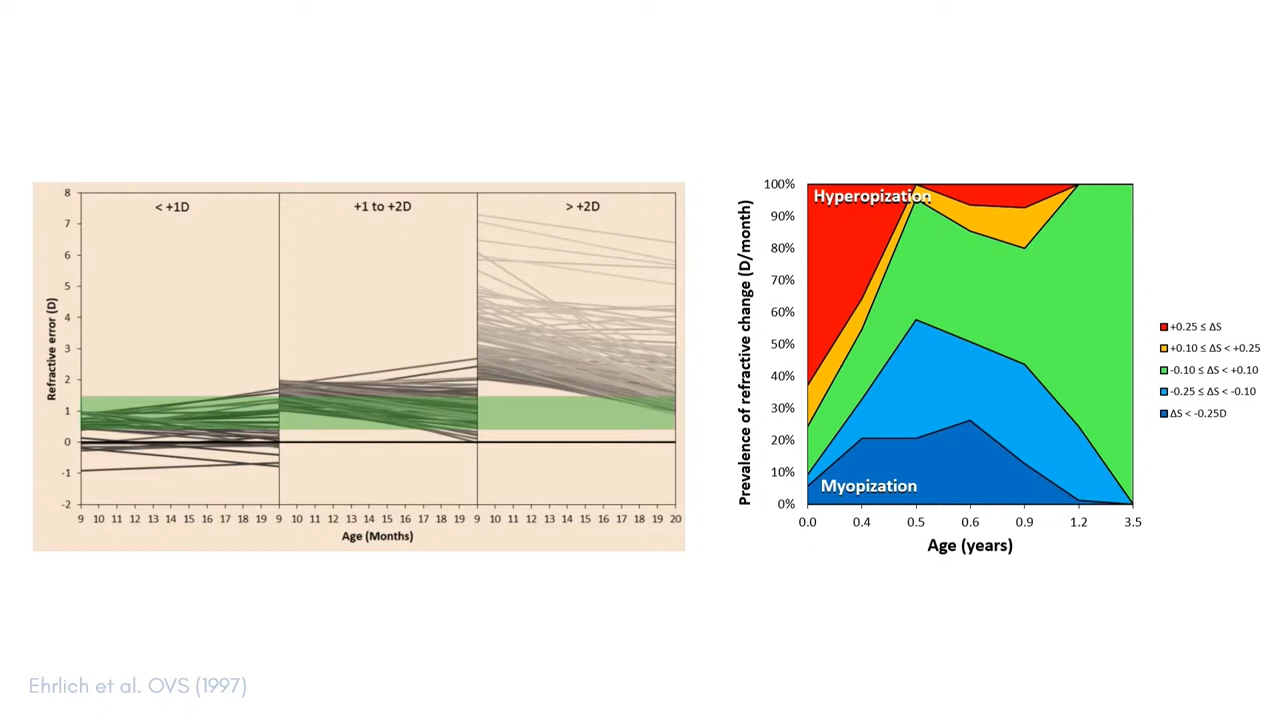 < +1D
+1 to +2D
> +2D
Refractive error (D)
8
7
6
5
4
3
2
1
0
-1
-2
9 10 11 12 13 14 15 16 17 18 19 9 10 11 12 13 14 15 16 17 18 19 9 10 11 12 13 14 15 16 17 18 19 20
Age (Months)
Prevalence of refractive change (D/month)
100%
90%
80%
70%
60%
50%
40%
30%
20%
10%
0%
Hyperopization
Myopization
0.0 0.4 0.5 0.6 0.9 1.2 3.5
Age (years)
+0.25 ≤ ΔS
+0.10 ≤ ΔS < +0.25
-0.10 ≤ ΔS < +0.10
-0.25 ≤ ΔS < -0.10
ΔS < -0.25D
Ehrlich et al. OVS (1997)